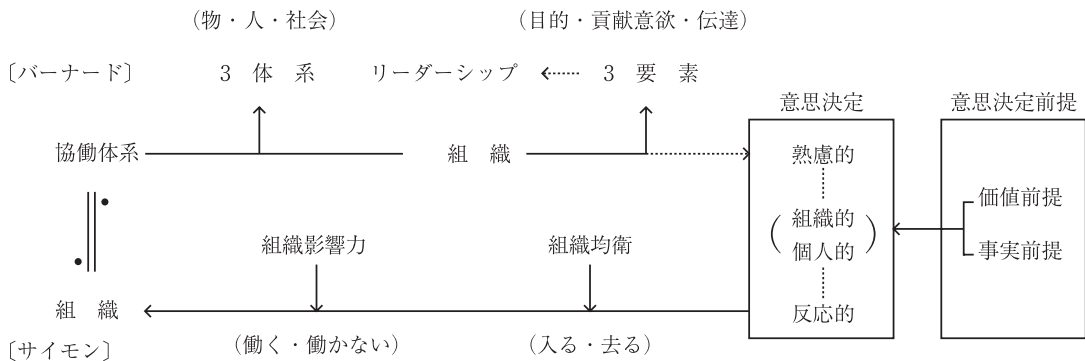 (物・人・社会) (目的・貢献意欲・伝達)
〔バーナード〕 3 体 系 リーダーシップ 3 要 素
意思決定 意思決定前提
協働体系 組 織 熟慮的
価値前提
組織的
組織影響力 組織均衡 個人的
事実前提
組 織 反応的
(働く・働かない) (入る・去る)
〔サイモン〕